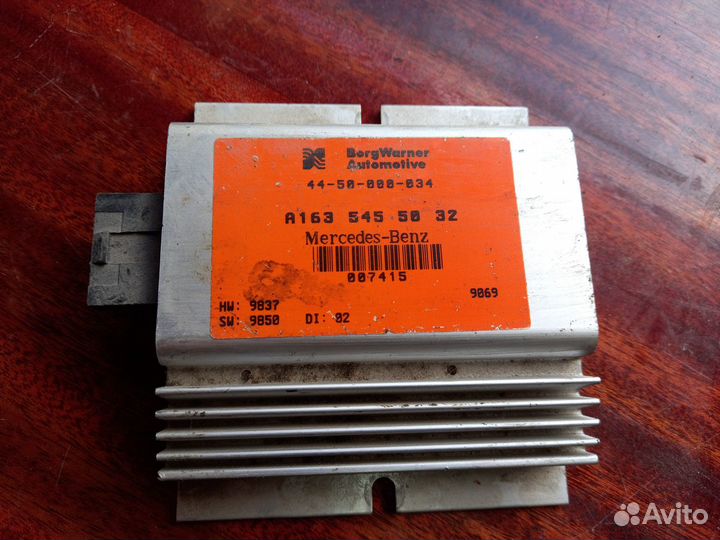 BorgWarner
Automotive
44-50-000-034
A163 545 50 32
Mercedes-Benz
007415
9069
HW: 9837
SW: 9850 DI: 02
Avito